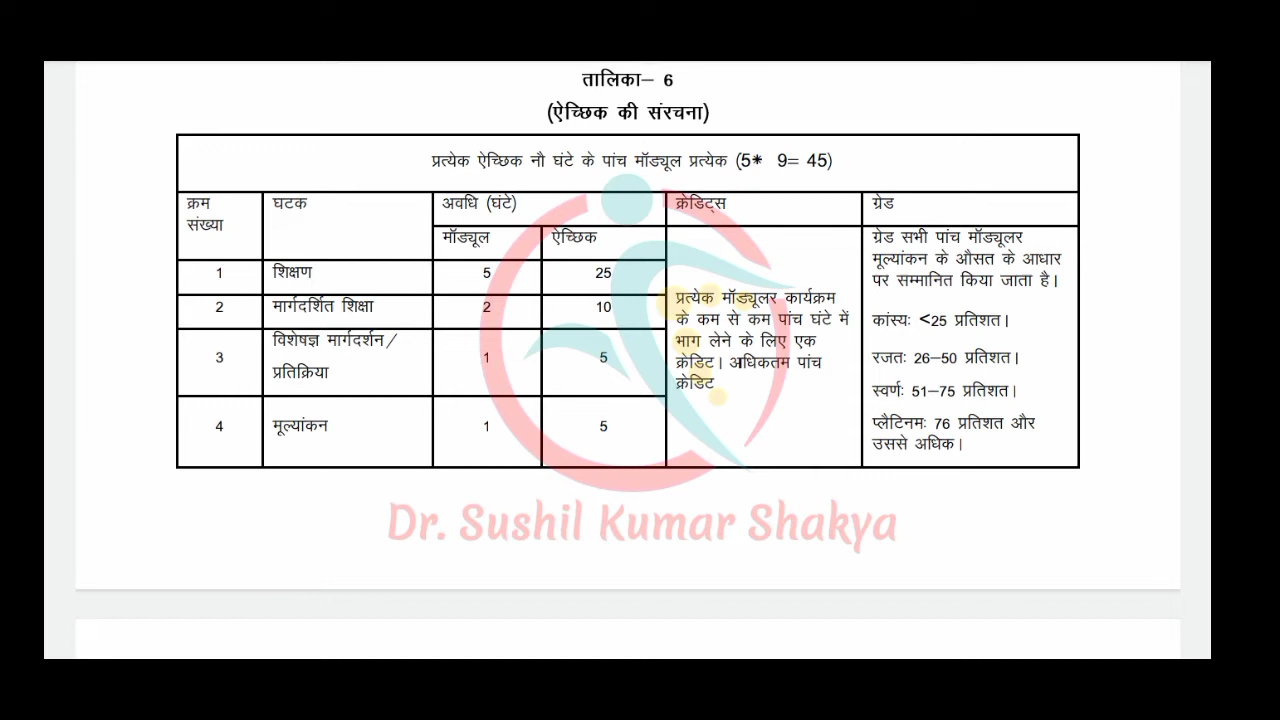 तालिका– 6
(ऐच्छिक की संरचना)
प्रत्येक ऐच्छिक नौ घंटे के पांच मॉड्यूल प्रत्येक (5* 9= 45)
क्रम संख्या
घटक
अवधि (घंटे)
क्रेडिट्स
ग्रेड
मॉड्यूल
ऐच्छिक
1 शिक्षण 5 25
2 मार्गदर्शित शिक्षा 2 10
3 विशेषज्ञ मार्गदर्शन/
प्रतिक्रिया 1 5
4 मूल्यांकन 1 5
प्रत्येक मॉड्यूलर कार्यक्रम
के कम से कम पांच घंटे में
भाग लेने के लिए एक
क्रेडिट। अधिकतम पांच
क्रेडिट
ग्रेड सभी पांच मॉड्यूलर
मूल्यांकन के औसत के आधार
पर सम्मानित किया जाता है।
कांस्यः <25 प्रतिशत।
रजतः 26–50 प्रतिशत।
स्वर्णः 51–75 प्रतिशत।
प्लैटिनमः 76 प्रतिशत और
उससे अधिक।
Dr. Sushil Kumar Shakya